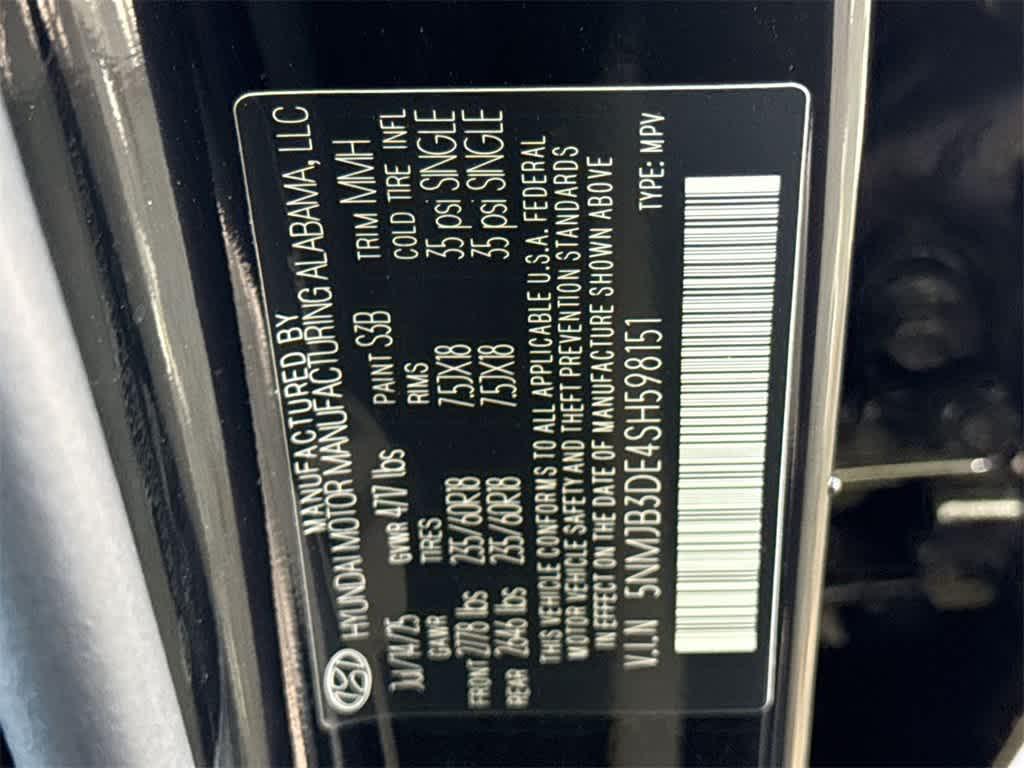 MANUFACTURED BY
HYUNDAI MOTOR MANUFACTURING ALABAMA, LLC
JUL/14/25 GVWR 4717 lbs PAINT S3B TRIM MMH
GAWR TIRES RIMS COLD TIRE INFL
FRONT 2778 lbs 235/60R18 7.5JX18 35 psi SINGLE
REAR 2646 lbs 235/60R18 7.5JX18 35 psi SINGLE
THIS VEHICLE CONFORMS TO ALL APPLICABLE U.S.A. FEDERAL
MOTOR VEHICLE SAFETY AND THEFT PREVENTION STANDARDS
IN EFFECT ON THE DATE OF MANUFACTURE SHOWN ABOVE
V.I.N 5NMJB3DE4SH598151 TYPE: MPV